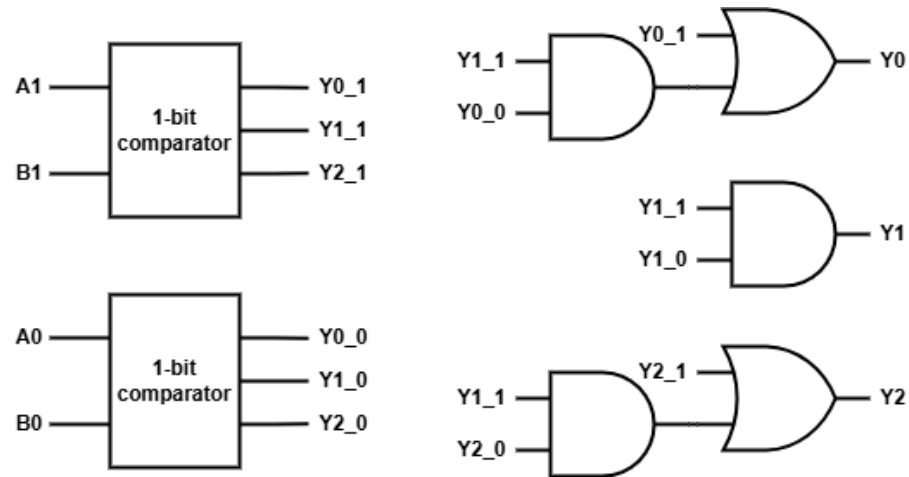 A1
B1
1-bit
comparator
Y0_1
Y1_1
Y2_1
A0
B0
1-bit
comparator
Y0_0
Y1_0
Y2_0
Y1_1
Y0_0
Y0_1
Y0
Y1_1
Y1_0
Y1
Y1_1
Y2_0
Y2_1
Y2